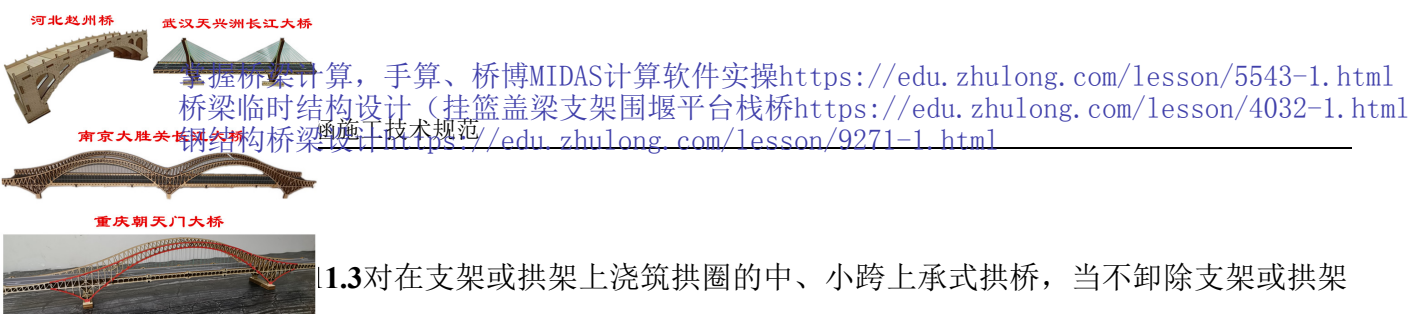 河北赵州桥
武汉天兴洲长江大桥
掌握桥梁计算，手算、桥博MIDAS计算软件实操https://edu.zhulong.com/lesson/5543-1.html
桥梁临时结构设计（挂篮盖梁支架围堰平台栈桥https://edu.zhulong.com/lesson/4032-1.html
南京大胜关长江大桥
涵施工技术规范
钢结构桥梁设计https://edu.zhulong.com/lesson/9271-1.html
重庆朝天门大桥
1.3对在支架或拱架上浇筑拱圈的中、小跨上承式拱桥，当不卸除支架或拱架